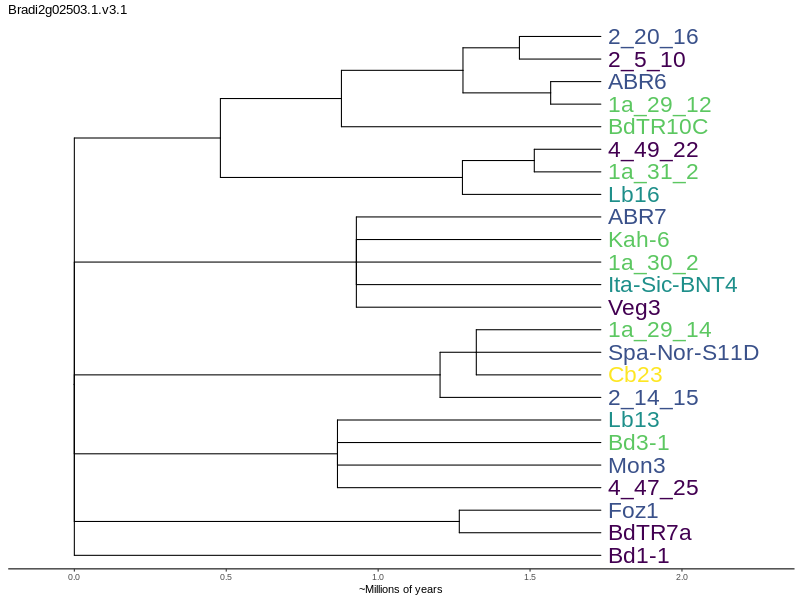 Bradi2g02503.1.v3.1
2_20_16
2_5_10
ABR6
1a_29_12
BdTR10C
4_49_22
1a_31_2
Lb16
ABR7
Kah-6
1a_30_2
Ita-Sic-BNT4
Veg3
1a_29_14
Spa-Nor-S11D
Cb23
2_14_15
Lb13
Bd3-1
Mon3
4_47_25
Foz1
BdTR7a
Bd1-1
0.0 0.5 1.0 1.5 2.0
~Millions of years